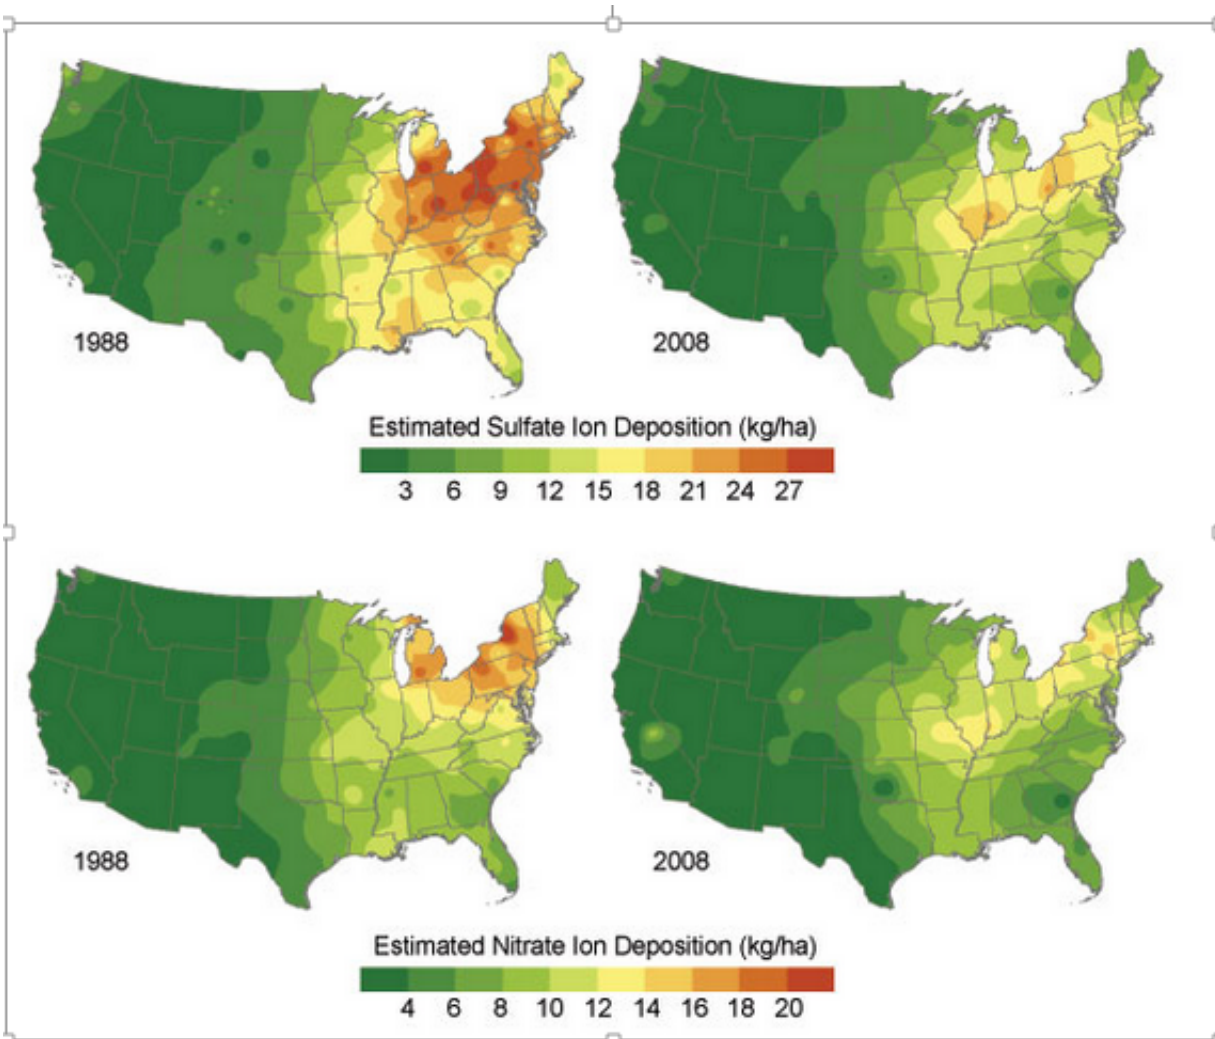 1988
2008
Estimated Sulfate Ion Deposition (kg/ha)
3 6 9 12 15 18 21 24 27
1988
2008
Estimated Nitrate Ion Deposition (kg/ha)
4 6 8 10 12 14 16 18 20